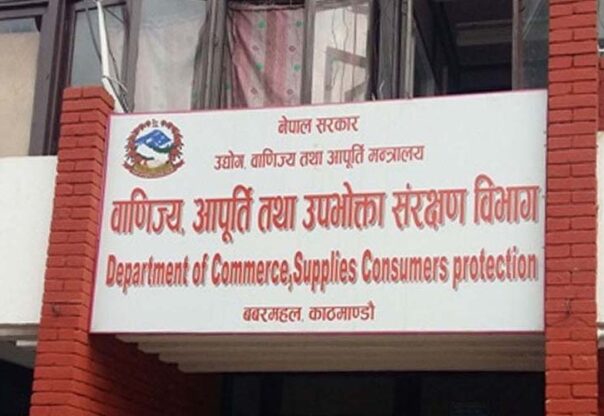 नेपाल सरकार
उद्योग, वाणिज्य तथा आपूर्ति मन्त्रालय
वाणिज्य, आपूर्ति तथा उपभोक्ता संरक्षण विभाग
Department of Commerce,Supplies Consumers protection
बबरमहल, काठमाण्डौ